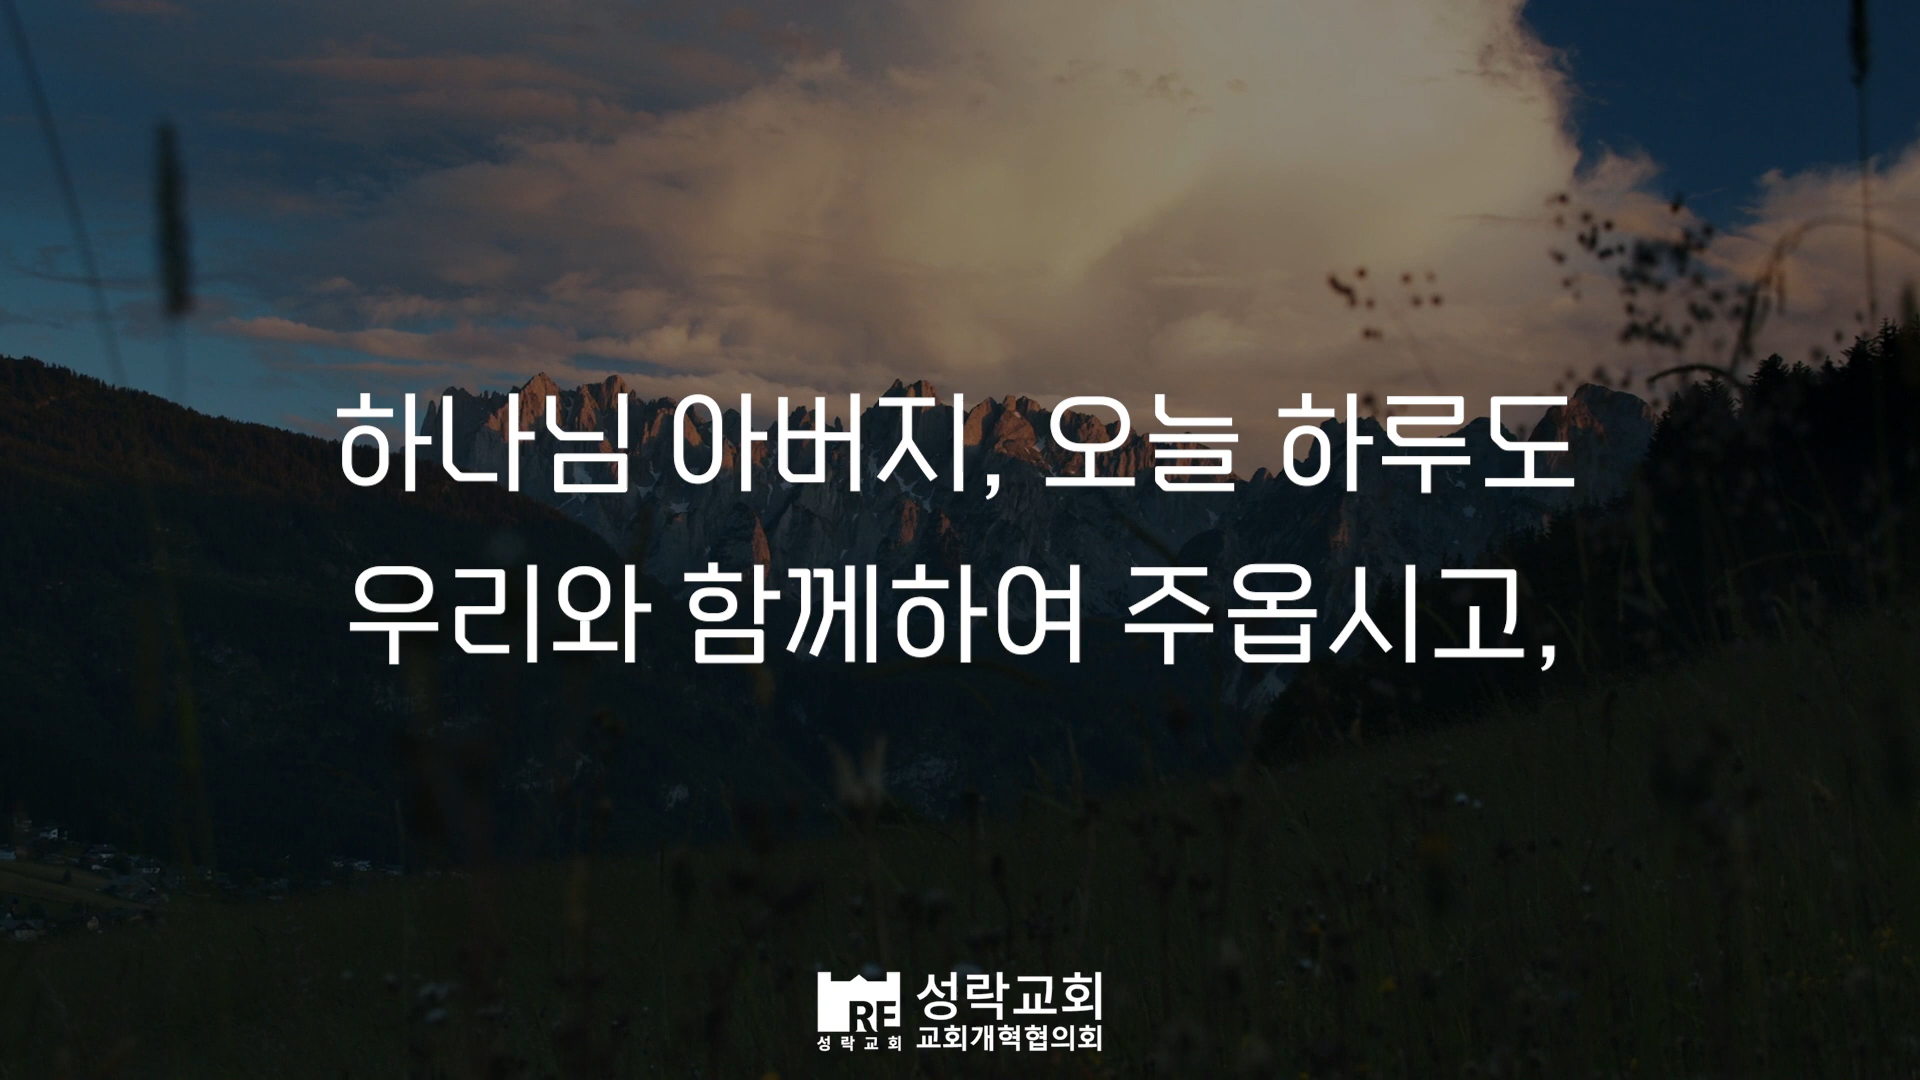 하나님 아버지, 오늘 하루도
우리와 함께하여 주옵시고,
RE
성락교회
성락교회
교회개혁협의회